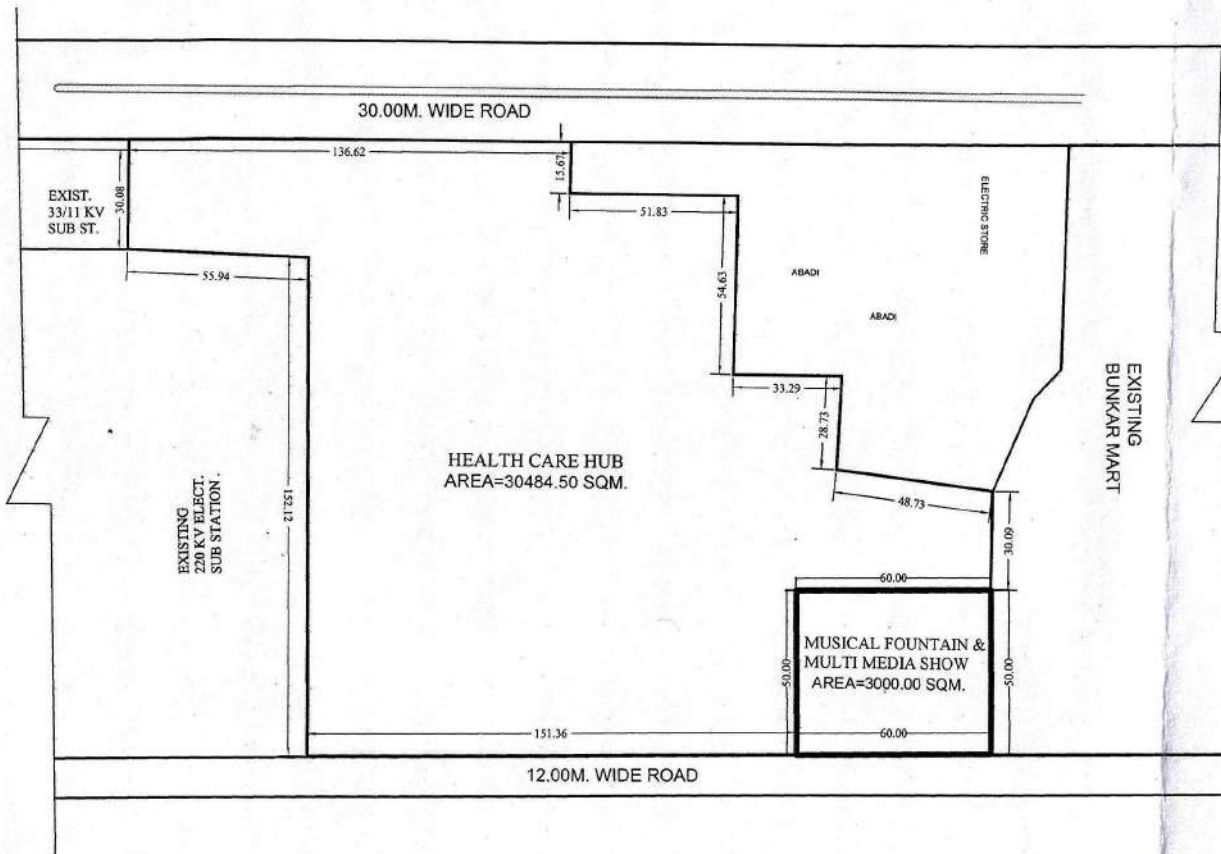 30.00M. WIDE ROAD
136.62
15.67
EXIST.
33/11 KV
SUB ST.
30.08
51.83
ELECTRIC STORE
55.94
54.63
ABADI
ABADI
33.29
28.73
EXISTING
BUNKAR MART
HEALTH CARE HUB
AREA=30484.50 SQM.
48.73
EXISTING
220 KV ELECT.
SUB STATION.
152.12
30.09
60.00
MUSICAL FOUNTAIN &
MULTI MEDIA SHOW
AREA=3000.00 SQM.
50.00
50.00
151.36
60.00
12.00M. WIDE ROAD